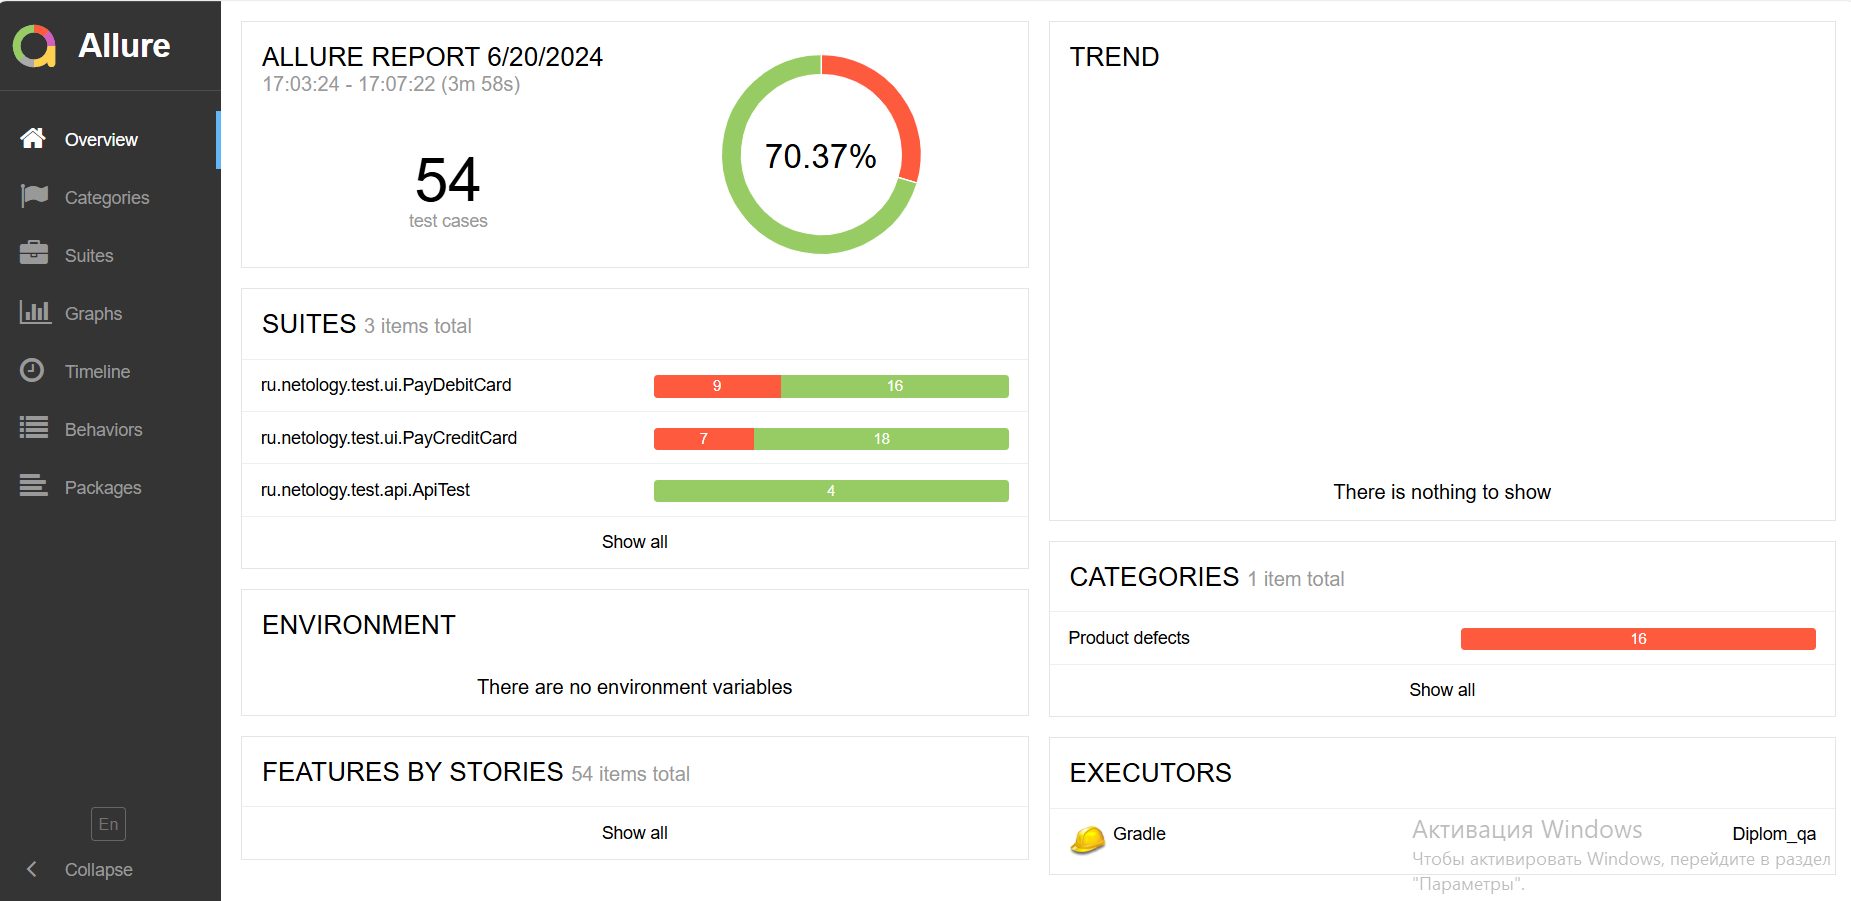 Allure
Overview
Categories
Suites
Graphs
Timeline
Behaviors
Packages
En
Collapse
ALLURE REPORT 6/20/2024
17:03:24 - 17:07:22 (3m 58s)
54
test cases
70.37%
SUITES 3 items total
ru.netology.test.ui.PayDebitCard 9 16
ru.netology.test.ui.PayCreditCard 7 18
ru.netology.test.api.ApiTest 4
Show all
ENVIRONMENT
There are no environment variables
FEATURES BY STORIES 54 items total
Show all
TREND
There is nothing to show
CATEGORIES 1 item total
Product defects 16
Show all
EXECUTORS
Gradle Diplom_qa
Активация Windows
Чтобы активировать Windows, перейдите в раздел
"Параметры".